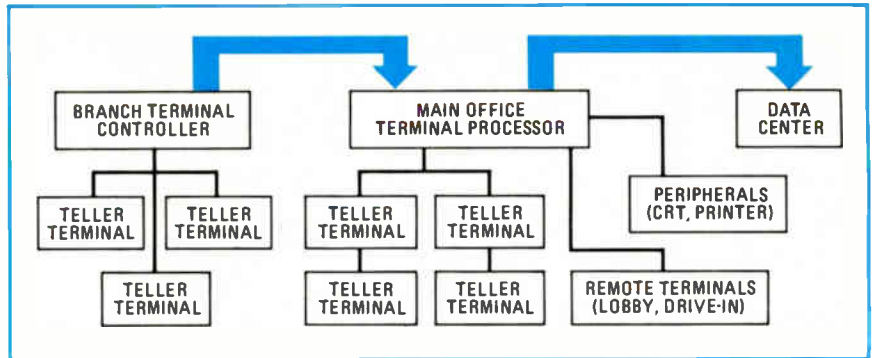 BRANCH TERMINAL
CONTROLLER
MAIN OFFICE
TERMINAL PROCESSOR
DATA
CENTER
TELLER
TERMINAL
TELLER
TERMINAL
TELLER
TERMINAL
TELLER
TERMINAL
TELLER
TERMINAL
TELLER
TERMINAL
TELLER
TERMINAL
PERIPHERALS
(CRT, PRINTER)
REMOTE TERMINALS
(LOBBY, DRIVE-IN)